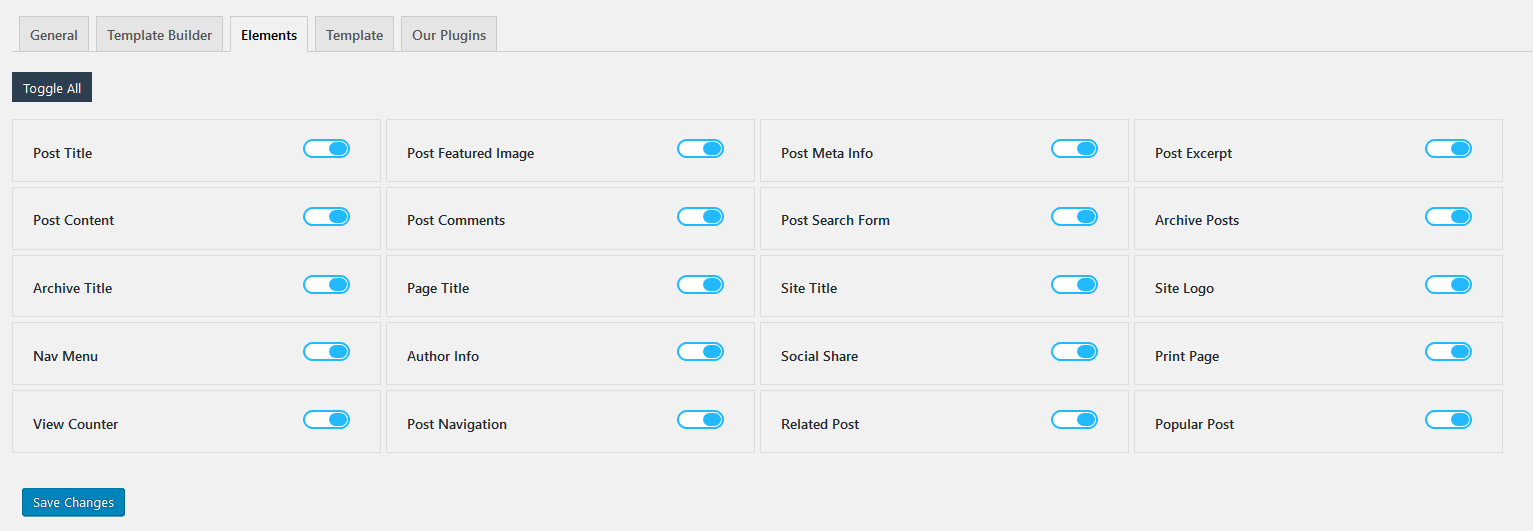 General Template Builder Elements Template Our Plugins
Toggle All
Post Title Post Featured Image Post Meta Info Post Excerpt
Post Content Post Comments Post Search Form Archive Posts
Archive Title Page Title Site Title Site Logo
Nav Menu Author Info Social Share Print Page
View Counter Post Navigation Related Post Popular Post
Save Changes